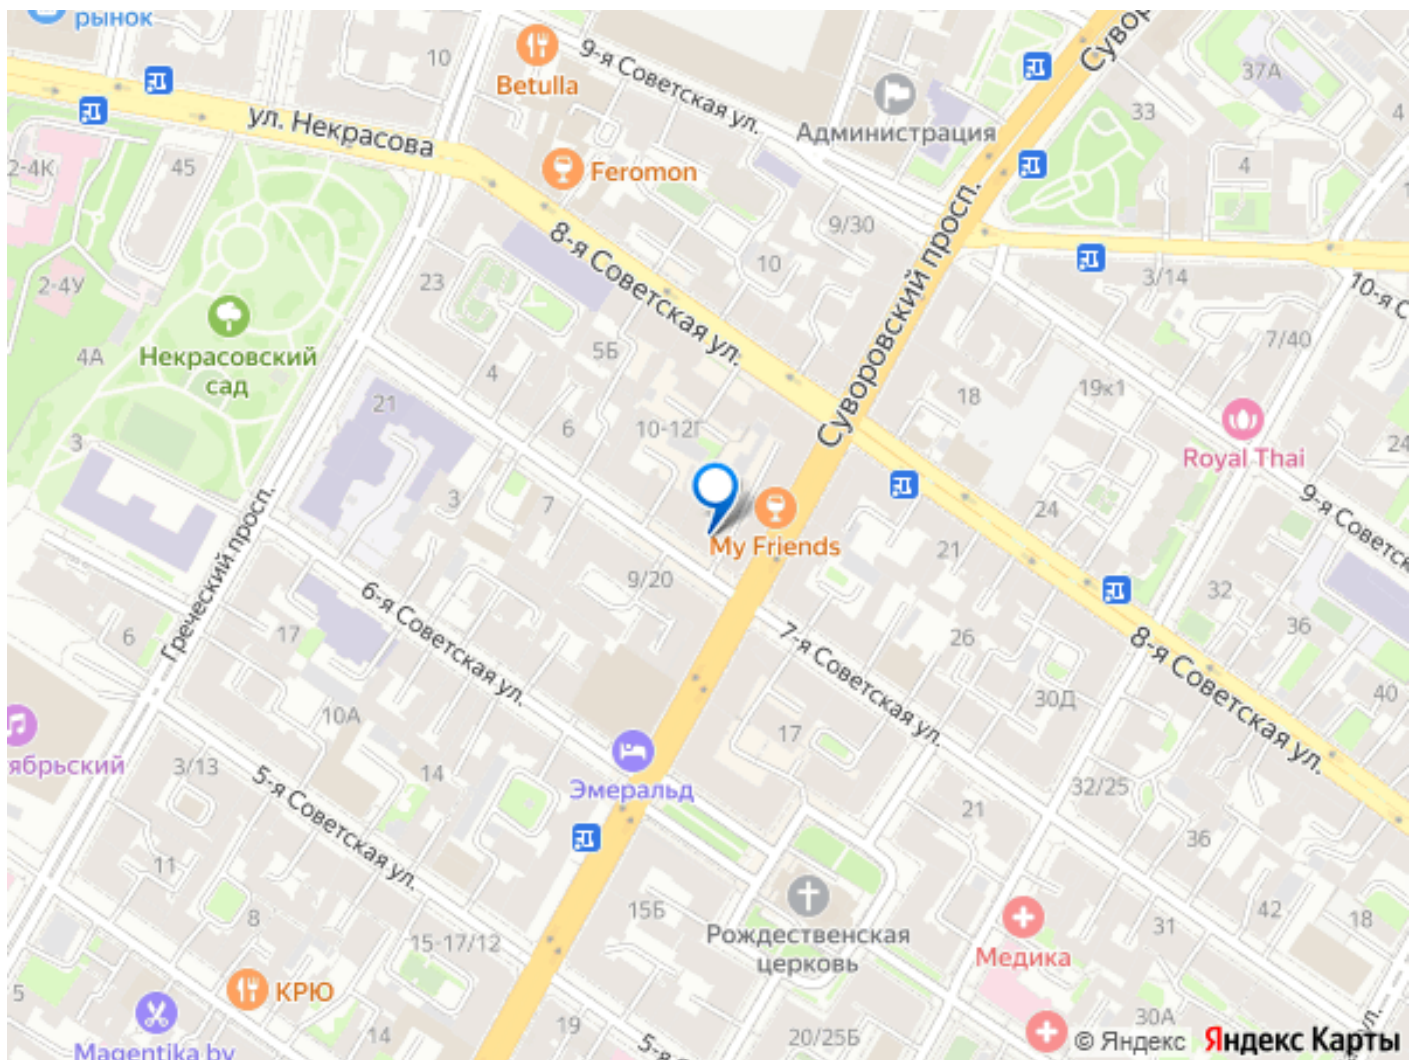 рынок
10
9-я Советская ул.
Betulla
Администрация
Суво
37А
33
4
ул. Некрасова
2-4К
45
Feromon
4
9/30
Суворовский просп.
8-я Советская ул.
10
3/14
10-я С
2-4У
23
Некрасовский
сад
4А
5Б
7/40
4
18
19к1
21
6
10-12Г
Royal Thai
24
3
3
7
My Friends
24
9-я Советс
21
Греческий просп.
9/20
6-я Советская ул.
32
36
6
17
7-я Советская ул.
26
8-я Советская ул.
30Д
40
10А
17
ябрьский
3/13
14
Эмеральд
5-я Советская ул.
32/25
21
36
11
15Б
Рождественская
церковь
8
15-17/12
Медика
31
42
18
5
КРЮ
14
19
5-я
20/25Б
30А
ул.
Magentika by
© Яндекс Яндекс Карты